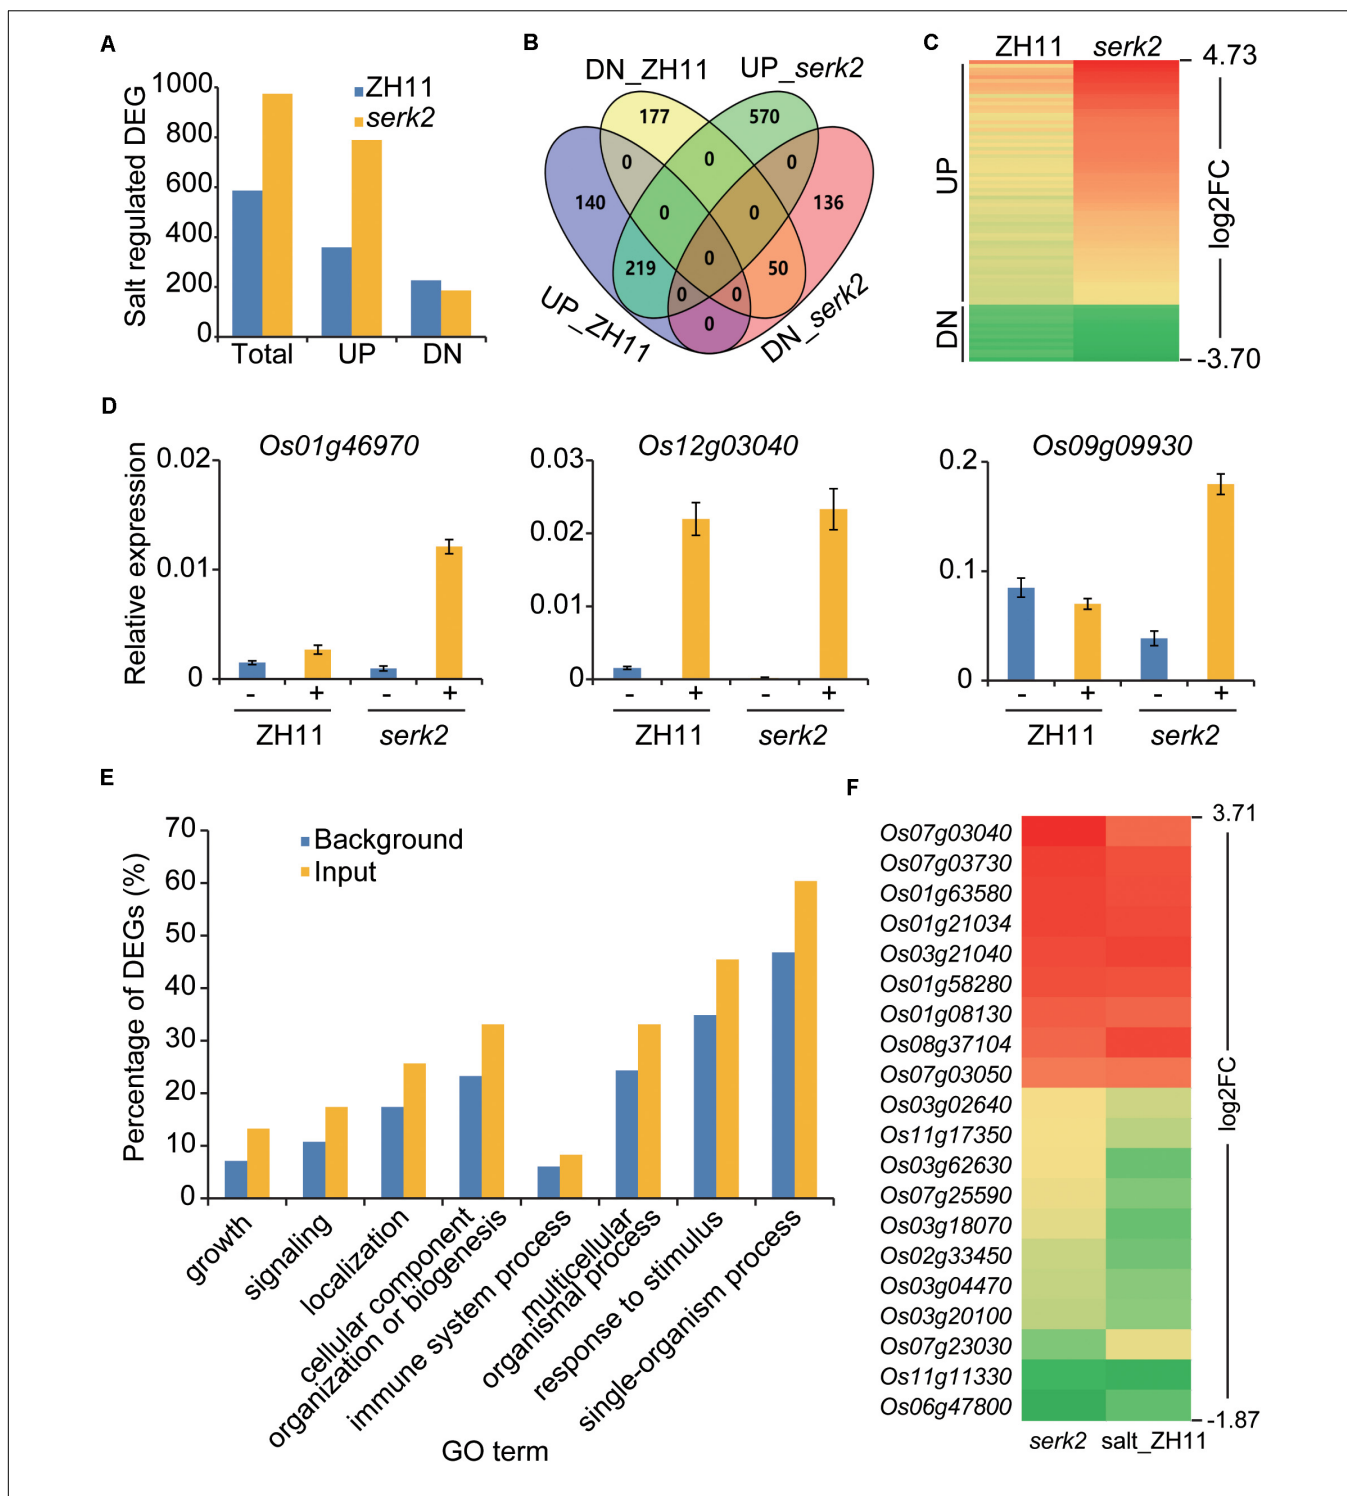 A
1000
800
600
400
200
0
Salt regulated DEG
ZH11
serk2
Total
UP
DN
B
DN_ZH11
UP_serk2
177
570
0
0
0
140
0
0
136
219
0
50
0
0
0
UP_ZH11
DN_serk2
C
ZH11
serk2
4.73
UP
DN
log2FC
-3.70
D
Relative expression
Os01g46970
0.02
0.01
0
- + - +
ZH11 serk2
Os12g03040
0.03
0.02
0.01
0
- + - +
ZH11 serk2
Os09g09930
0.2
0.1
0
- + - +
ZH11 serk2
E
70
60
50
40
30
20
10
0
Percentage of DEGs (%)
Background
Input
growth
signaling
localization
cellular component
organization or biogenesis
immune system process
multicellular
organismal process
response to stimulus
single-organism process
GO term
F
3.71
Os07g03040
Os07g03730
Os01g63580
Os01g21034
Os03g21040
Os01g58280
Os01g08130
Os08g37104
Os07g03050
Os03g02640
Os11g17350
Os03g62630
Os07g25590
Os03g18070
Os02g33450
Os03g04470
Os03g20100
Os07g23030
Os11g11330
Os06g47800
log2FC
-1.87
serk2 salt_ZH11